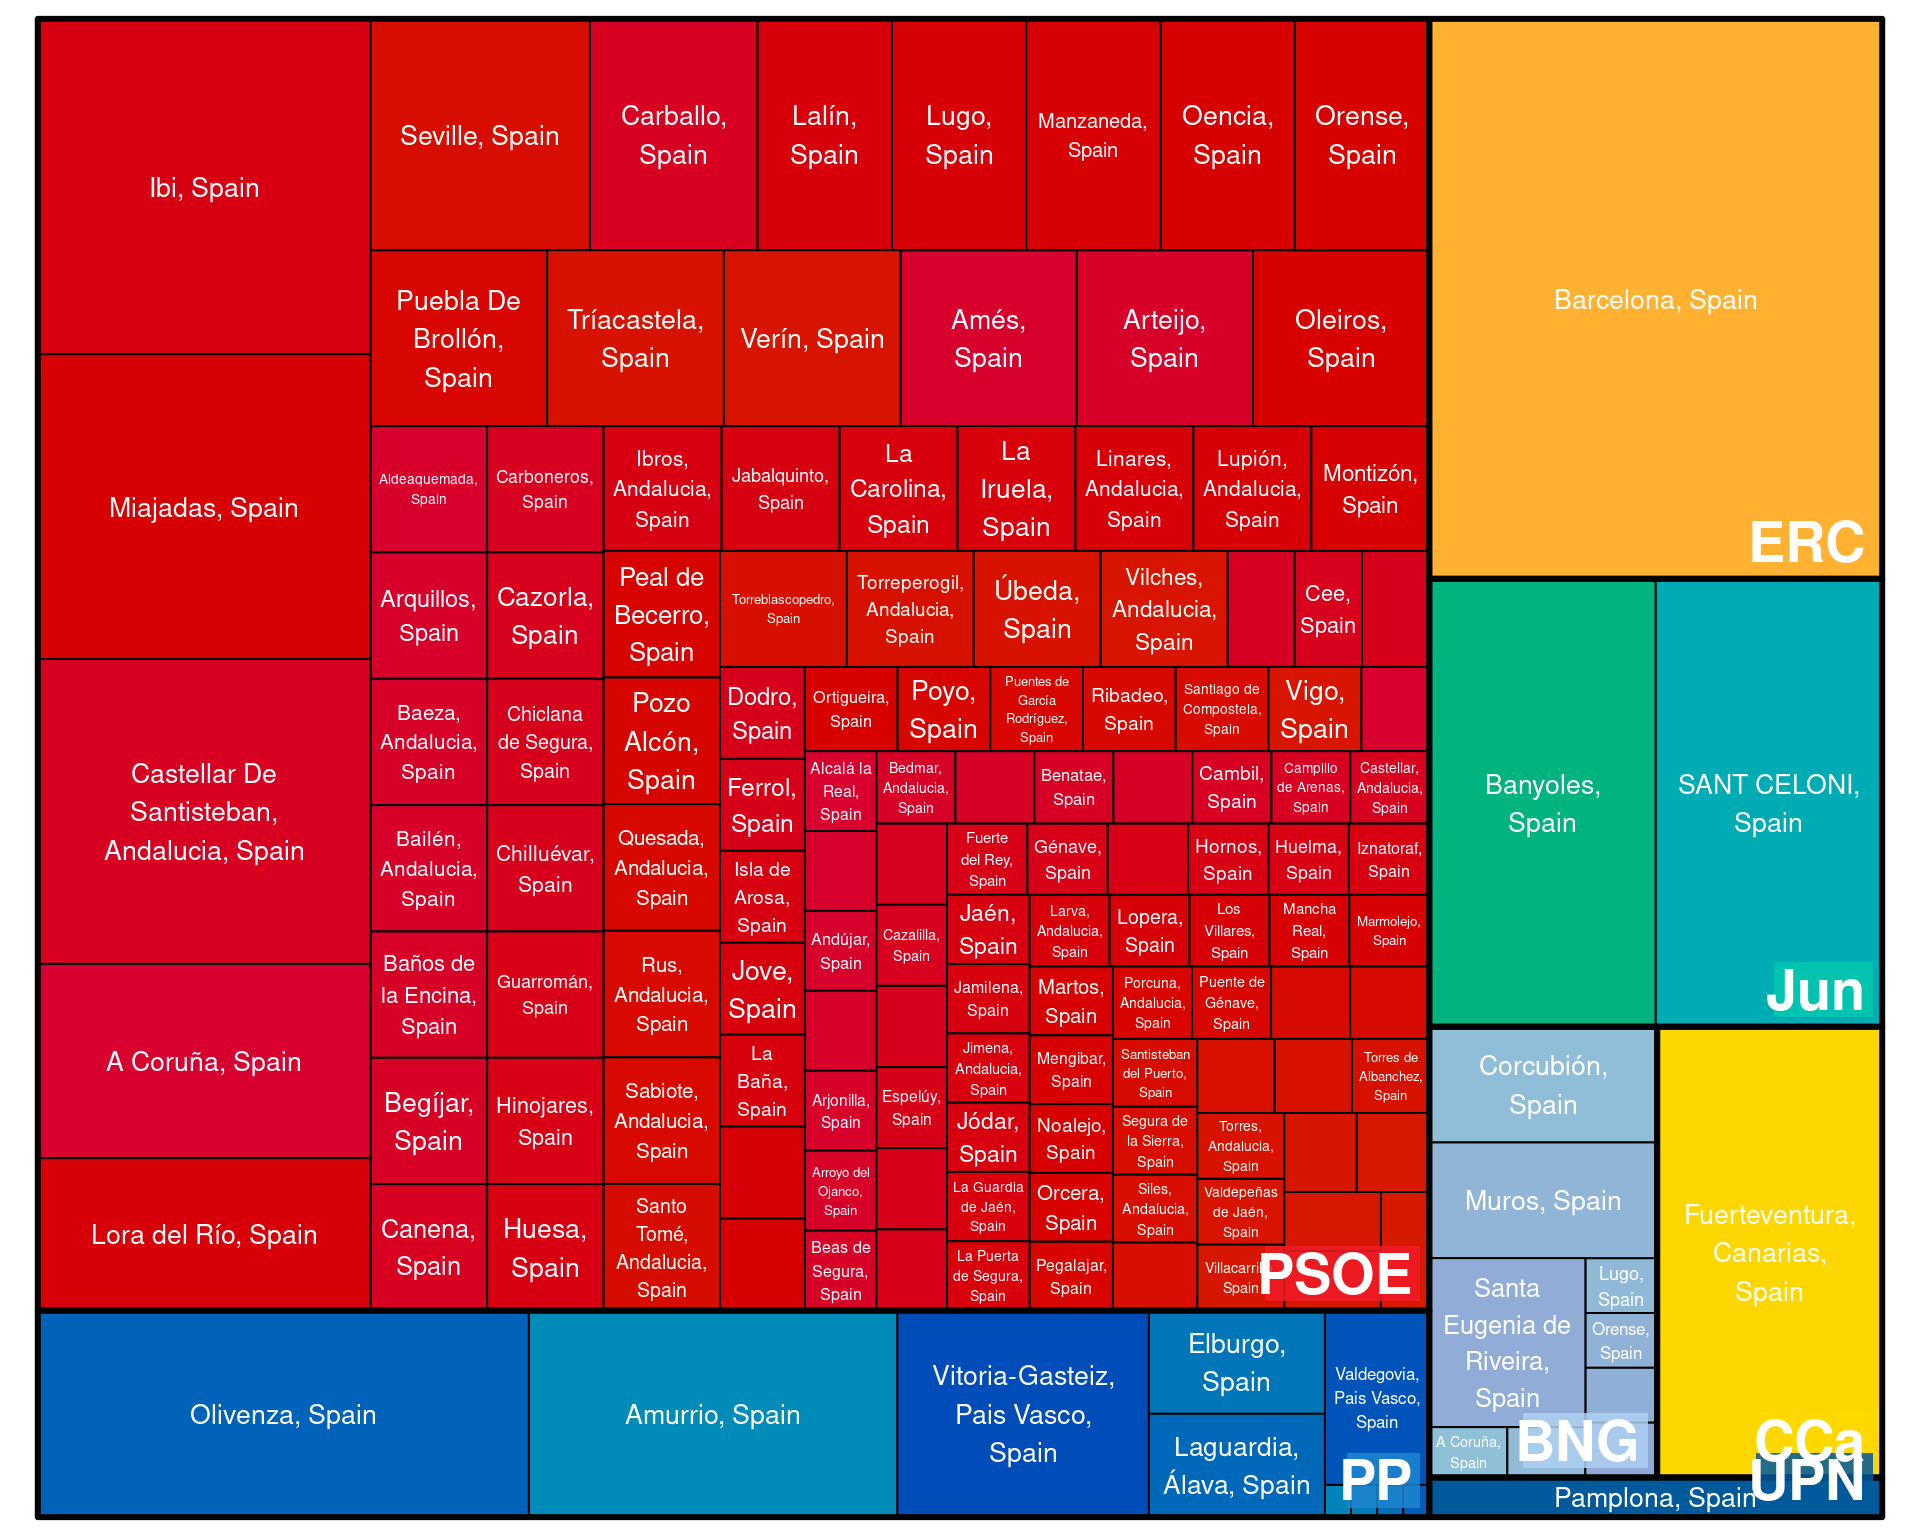 Ibi, Spain
Miajadas, Spain
Castellar De
Santisteban,
Andalucia, Spain
A Coruña, Spain
Lora del Río, Spain
Seville, Spain
Carballo,
Spain
Lalín,
Spain
Lugo,
Spain
Manzaneda,
Spain
Oencia,
Spain
Orense,
Spain
Puebla De
Brollón,
Spain
Tríacastela,
Spain
Verín, Spain
Amés,
Spain
Arteijo,
Spain
Oleiros,
Spain
Aldeaquemada,
Spain
Carboneros,
Spain
Arquillos,
Spain
Cazorla,
Spain
Baeza,
Andalucia,
Spain
Chiclana
de Segura,
Spain
Bailén,
Andalucia,
Spain
Chilluévar,
Spain
Baños de
la Encina,
Spain
Guarromán,
Spain
Begíjar,
Spain
Hinojares,
Spain
Canena,
Spain
Huesa,
Spain
Ibros,
Andalucia,
Spain
Jabalquinto,
Spain
La
Carolina,
Spain
La
Iruela,
Spain
Linares,
Andalucia,
Spain
Lupión,
Andalucia,
Spain
Montizón,
Spain
Peal de
Becerro,
Spain
Pozo
Alcón,
Spain
Quesada,
Andalucia,
Spain
Rus,
Andalucia,
Spain
Sabiote,
Andalucia,
Spain
Santo
Tomé,
Andalucia,
Spain
Torreblascopedro,
Spain
Torreperogil,
Andalucia,
Spain
Úbeda,
Spain
Vilches,
Andalucia,
Spain
Cee,
Spain
Dodro,
Spain
Ferrol,
Spain
Isla de
Arosa,
Spain
Jove,
Spain
La
Baña,
Spain
Ortigueira,
Spain
Poyo,
Spain
Puentes de
García
Rodríguez,
Spain
Ribadeo,
Spain
Santiago de
Compostela,
Spain
Vigo,
Spain
Alcalá la
Real,
Spain
Andújar,
Spain
Arjonilla,
Spain
Arroyo del
Ojanco,
Spain
Beas de
Segura,
Spain
Bedmar,
Andalucia,
Spain
Benatae,
Spain
Cambil,
Spain
Campillo
de Arenas,
Spain
Castellar,
Andalucia,
Spain
Cazalilla,
Spain
Espelúy,
Spain
Fuerte
del Rey,
Spain
Génave,
Spain
Hornos,
Spain
Huelma,
Spain
Iznatoraf,
Spain
Jaén,
Spain
Jamilena,
Spain
Jimena,
Andalucia,
Spain
Jódar,
Spain
La Guardia
de Jaén,
Spain
La Puerta
de Segura,
Spain
Larva,
Andalucia,
Spain
Lopera,
Spain
Los
Villares,
Spain
Mancha
Real,
Spain
Marmolejo,
Spain
Martos,
Spain
Mengibar,
Spain
Noalejo,
Spain
Orcera,
Spain
Pegalajar,
Spain
Porcuna,
Andalucia,
Spain
Puente de
Génave,
Spain
Santisteban
del Puerto,
Spain
Segura de
la Sierra,
Spain
Siles,
Andalucia,
Spain
Torres de
Albanchez,
Spain
Torres,
Andalucia,
Spain
Valdepeñas
de Jaén,
Spain
Spain
PSOE
Olivenza, Spain
Amurrio, Spain
Vitoria-Gasteiz,
Pais Vasco,
Spain
Elburgo,
Spain
Laguardia,
Álava, Spain
Valdegovia,
Pais Vasco,
Spain
PP
Barcelona, Spain
ERC
Banyoles,
Spain
SANT CELONI,
Spain
Jun
Corcubión,
Spain
Muros, Spain
Santa
Eugenia de
Riveira,
Spain
Lugo,
Spain
Orense,
Spain
A Coruña,
Spain
BNG
Fuerteventura,
Canarias,
Spain
CCa
Pamplona, Spain
UPN